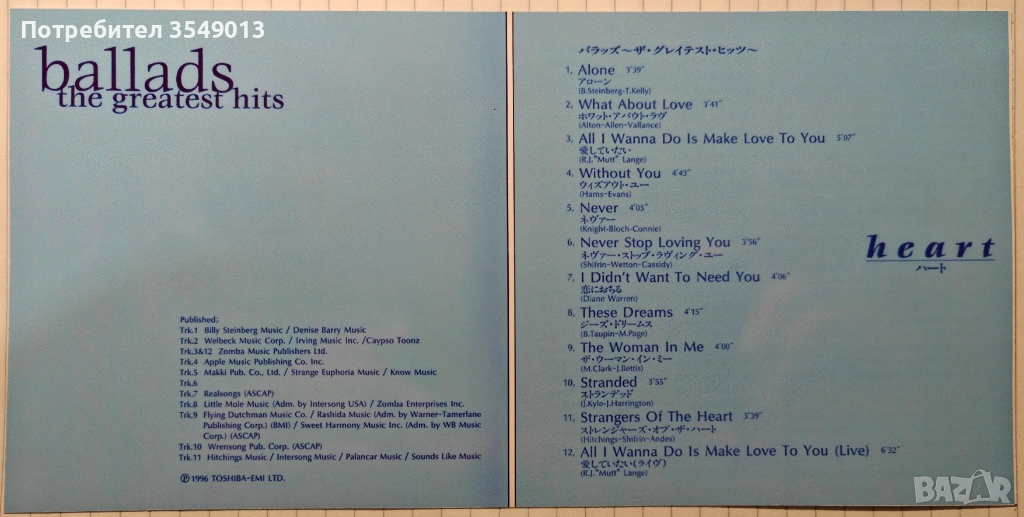 Потребител 3549013
ballads
the greatest hits
Published;
Trk.1 Billy Steinberg Music / Denise Barry Music
Trk.2 Welbeck Music Corp. / Irving Music Inc. /Caypso Toonz
Trk.3&12 Zomba Music Publishers Ltd.
Trk.4 Apple Music Publishing Co. Inc.
Trk.5 Makki Pub. Co., Ltd. / Strange Euphoria Music / Know Music
Trk.6
Trk.7 Realsongs (ASCAP)
Trk.8 Little Mole Music (Adm. by Intersong USA) / Zomba Enterprises Inc.
Trk.9 Flying Dutchman Music Co. / Rashida Music (Adm. by Warner-Tamerlane
Publishing Corp.) (BMI) / Sweet Harmony Music Inc. (Adm. by WB Music
Corp.) (ASCAP)
Trk.10 Wrensong Pub. Corp. (ASCAP)
Trk.11 Hitchings Music / Intersong Music / Palancar Music / Sounds Like Music
Ⓟ1996 TOSHIBA-EMI LTD.
バラッズ〜ザ・グレイテスト・ヒッツ〜
1. Alone 3'39"
アローン
(B.Steinberg-T.Kelly)
2. What About Love 3'41"
ホワット・アバウト・ラヴ
(Alton-Allen-Vallance)
3. All I Wanna Do Is Make Love To You 5'07"
愛していたい
(R.J."Mutt" Lange)
4. Without You 4'43"
ウィズアウト・ユー
(Hams-Evans)
5. Never 4'05"
ネヴァー
(Knight-Bloch-Connie)
6. Never Stop Loving You 3'56"
ネヴァー・ストップ・ラヴィング・ユー
(Shifrin-Wetton-Cassidy)
7. I Didn't Want To Need You 4'06"
恋におちる
(Diane Warren)
8. These Dreams 4'15"
ジーズ・ドリームス
(B.Taupin-M.Page)
9. The Woman In Me 4'00"
ザ・ウーマン・イン・ミー
(M.Clark-J.Bettis)
10. Stranded 3'55"
ストランデッド
(J.Kyle-J.Harrington)
11. Strangers Of The Heart 3'39"
ストレンジャーズ・オブ・ザ・ハート
(Hitchings-Shifrin-Andes)
12. All I Wanna Do Is Make Love To You (Live) 6'32"
愛していたい(ライヴ)
(R.J."Mutt" Lange)
heart
ハート
BAZAR